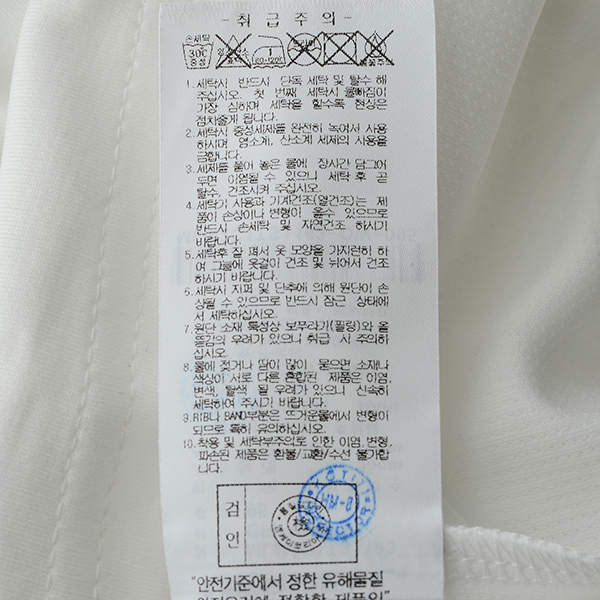 - 취 급 주 의 -
손세탁
30℃
중성
염소표백
드라이
1.세탁시 반드시 단독 세탁 및 탈수 해
주십시오. 첫 번째 세탁시 물빠짐이
가장 심하며 세탁을 할수록 현상은
점차줄게 됩니다.
2.세탁시 중성세제를 완전히 녹여서 사용
하시며 염소계, 산소계 세제의 사용을
금합니다.
3.세제를 풀어 놓은 물에 장시간 담그어
두면 이염될 수 있으니 세탁 후 곧
탈수, 건조시켜 주십시오.
4.세탁기 사용과 기계건조(열건조)는 제
품이 손상이나 변형이 올수 있으므로
반드시 손세탁 및 자연건조 하시기
바랍니다.
5.세탁후 잘 펴서 옷 모양을 가지런히 하
여 그늘에 옷걸이 건조 및 뉘어서 건조
하시기 바랍니다.
6.세탁시 지퍼 및 단추에 의해 원단이 손
상될 수 있으므로 반드시 잠근 상태에
서 세탁하십시오.
7.원단 소재 특성상 보푸라기(필링)와 올
뜯김의 우려가 있으니 취급 시 주의하
십시오.
8.물에 젖거나 땀이 많이 묻으면 소재나
색상이 서로 다른 혼합된 제품은 이염,
변색, 탈색 될 우려가 있으니 신속히
세탁하여 주시기 바랍니다.
9.RIB나 BAND부분은 뜨거운물에서 변형이
되므로 특히 유의하십시오.
10.착용 및 세탁부주의로 인한 이염,변형,
파손된 제품은 환불/교환/수선 불가합
니다.
검
인
檢
"안전기준에서 정한 유해물질